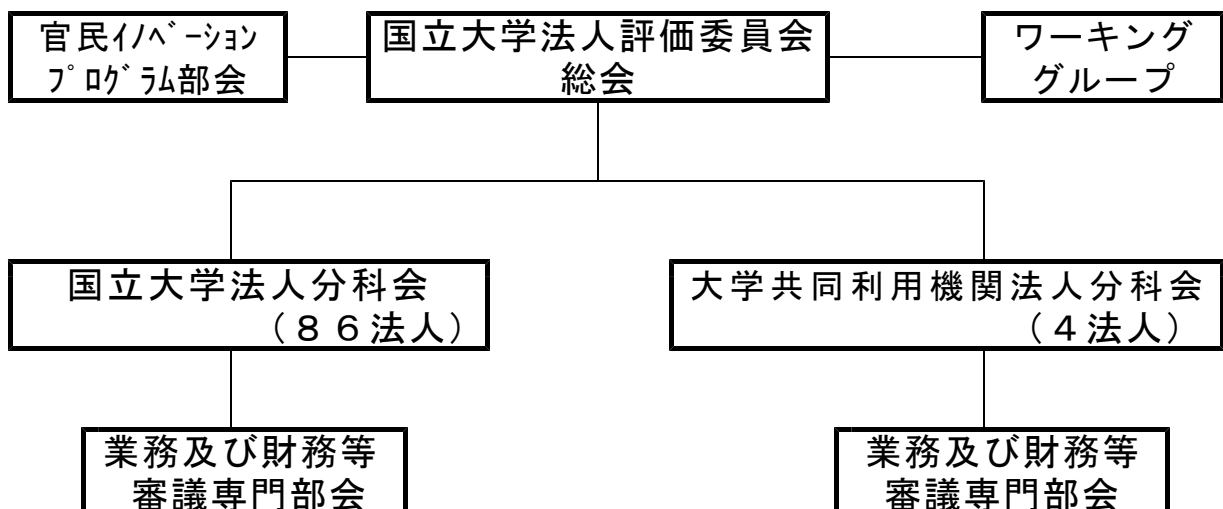 官民ｲﾉﾍﾞｰｼｮﾝ
ﾌﾟﾛｸﾞﾗﾑ部会
国立大学法人評価委員会
総会
ワーキング
グループ
国立大学法人分科会
（８６法人）
大学共同利用機関法人分科会
（４法人）
業務及び財務等
審議専門部会
業務及び財務等
審議専門部会